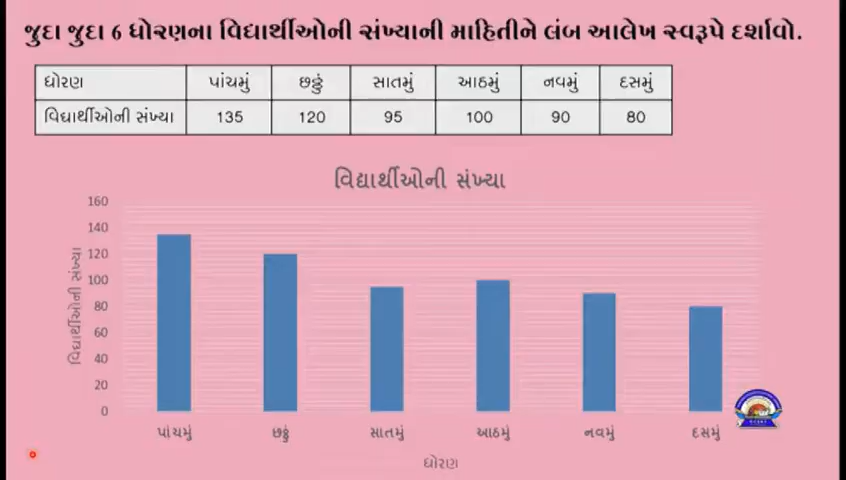 જુદા જુદા 6 ધોરણના વિદ્યાર્થીઓની સંખ્યાની માહિતીને લંબ આલેખ સ્વરૂપે દર્શાવો.
ધોરણ પાંચમું છઠ્ઠું સાતમું આઠમું નવમું દસમું
વિદ્યાર્થીઓની સંખ્યા 135 120 95 100 90 80
વિદ્યાર્થીઓની સંખ્યા
160
140
120
100
80
60
40
20
0
વિદ્યાર્થીઓની સંખ્યા
પાંચમું છઠ્ઠું સાતમું આઠમું નવમું દસમું
ધોરણ